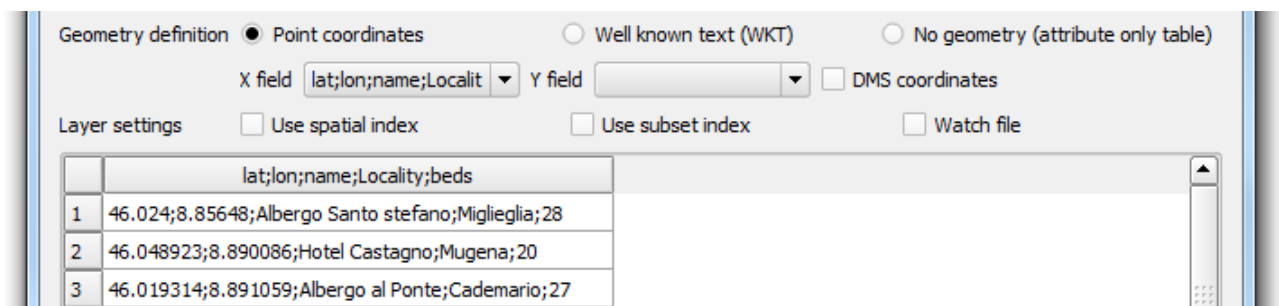 Geometry definition Point coordinates Well known text (WKT) No geometry (attribute only table)
X field lat;lon;name;Localit Y field DMS coordinates
Layer settings Use spatial index Use subset index Watch file
lat;lon;name;Locality;beds
1 46.024;8.85648;Albergo Santo stefano;Miglieglia;28
2 46.048923;8.890086;Hotel Castagno;Mugena;20
3 46.019314;8.891059;Albergo al Ponte;Cademario;27